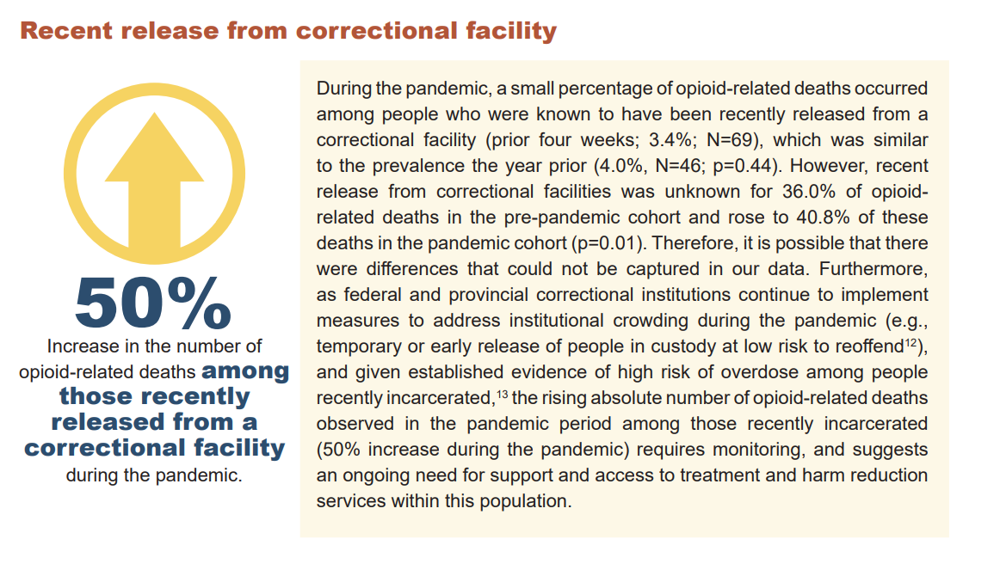 Recent release from correctional facility
50%
Increase in the number of
opioid-related deaths among
those recently
released from a
correctional facility
during the pandemic.
During the pandemic, a small percentage of opioid-related deaths occurred
among people who were known to have been recently released from a
correctional facility (prior four weeks; 3.4%; N=69), which was similar
to the prevalence the year prior (4.0%, N=46; p=0.44). However, recent
release from correctional facilities was unknown for 36.0% of opioid-
related deaths in the pre-pandemic cohort and rose to 40.8% of these
deaths in the pandemic cohort (p=0.01). Therefore, it is possible that there
were differences that could not be captured in our data. Furthermore,
as federal and provincial correctional institutions continue to implement
measures to address institutional crowding during the pandemic (e.g.,
temporary or early release of people in custody at low risk to reoffend¹²),
and given established evidence of high risk of overdose among people
recently incarcerated,¹³ the rising absolute number of opioid-related deaths
observed in the pandemic period among those recently incarcerated
(50% increase during the pandemic) requires monitoring, and suggests
an ongoing need for support and access to treatment and harm reduction
services within this population.